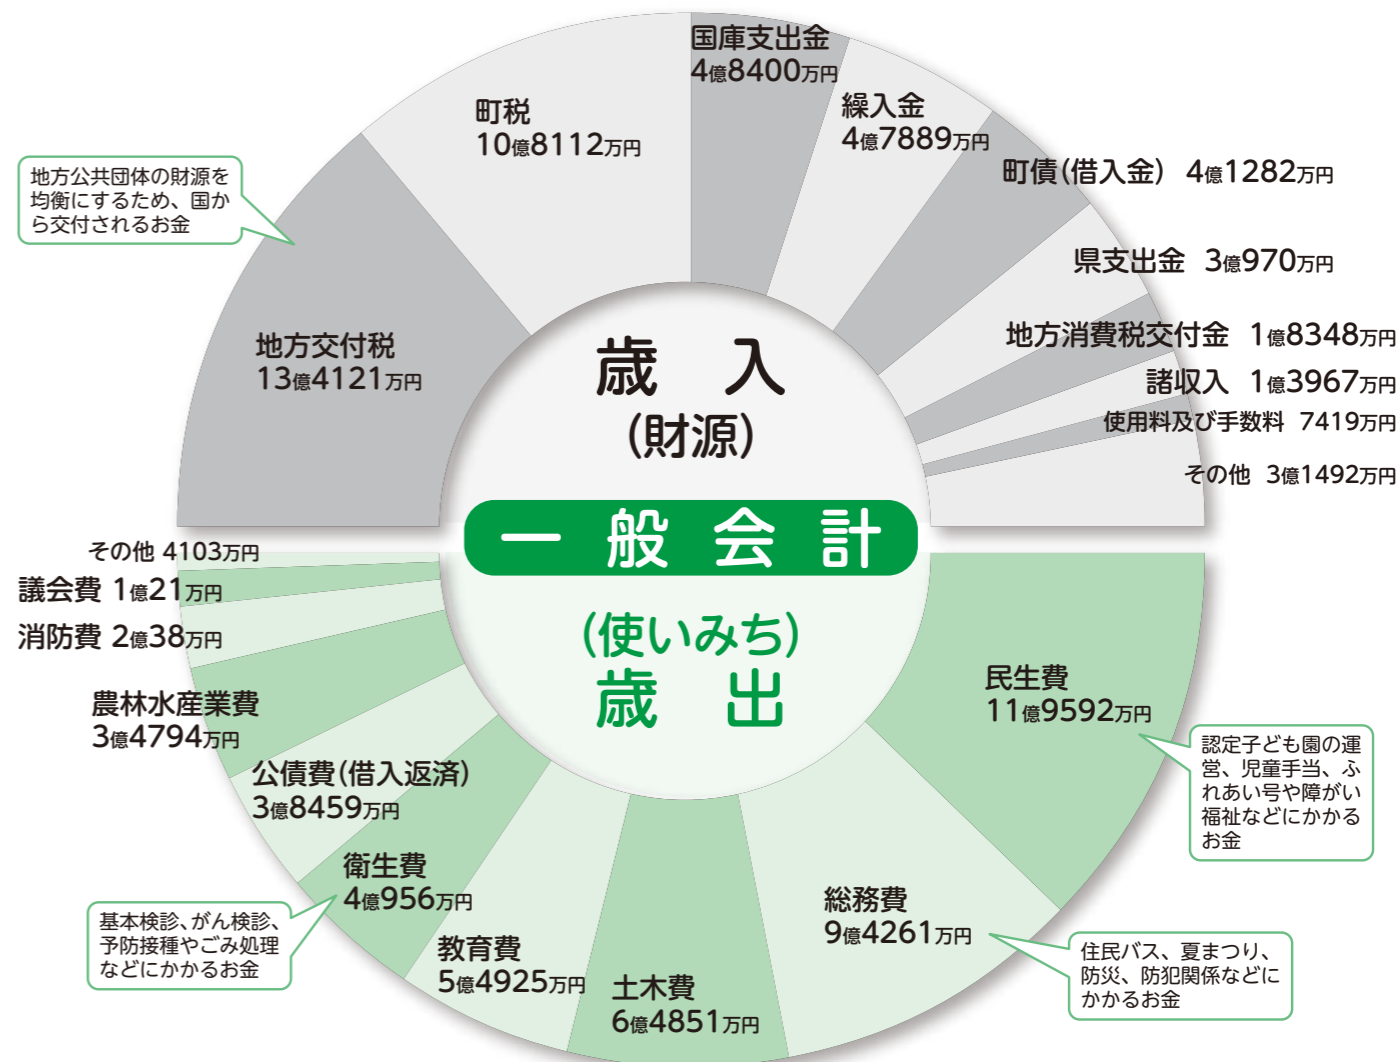 国庫支出金
4億8400万円
町税
10億8112万円
繰入金
4億7889万円
町債(借入金) 4億1282万円
地方公共団体の財源を
均衡にするため、国か
ら交付されるお金
県支出金 3億970万円
地方交付税
13億4121万円
地方消費税交付金 1億8348万円
諸収入 1億3967万円
使用料及び手数料 7419万円
その他 3億1492万円
歳入
(財源)
一般会計
(使いみち)
歳出
その他 4103万円
議会費 1億21万円
消防費 2億38万円
農林水産業費
3億4794万円
公債費(借入返済)
3億8459万円
衛生費
4億956万円
基本検診、がん検診、
予防接種やごみ処理
などにかかるお金
教育費
5億4925万円
土木費
6億4851万円
総務費
9億4261万円
住民バス、夏まつり、
防災、防犯関係などに
かかるお金
民生費
11億9592万円
認定子ども園の運
営、児童手当、ふ
れあい号や障がい
福祉などにかかる
お金